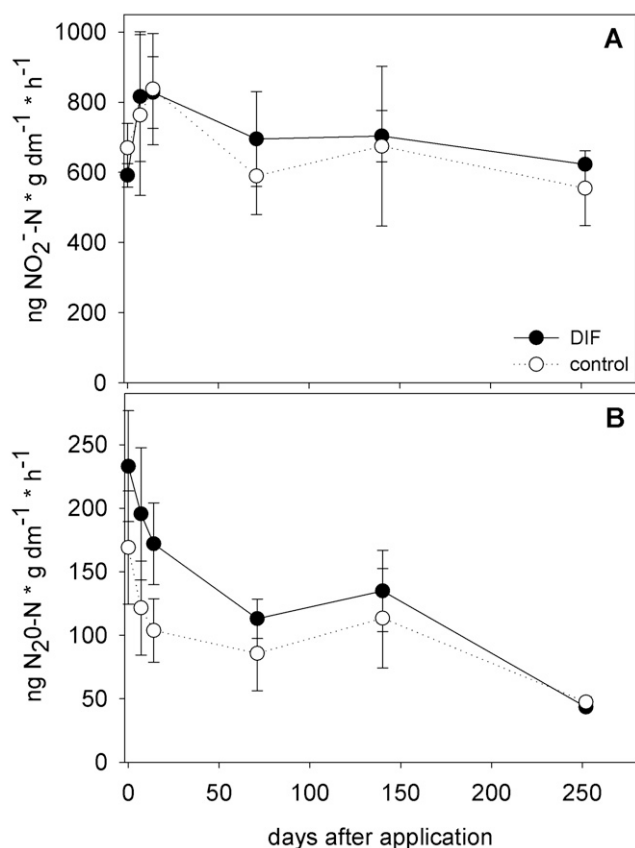 1000
800
600
400
200
0
ng NO₂⁻-N * g dm⁻¹ * h⁻¹
A
DIF
control
250
200
150
100
50
0
ng N₂0-N * g dm⁻¹ * h⁻¹
B
0 50 100 150 200 250
days after application